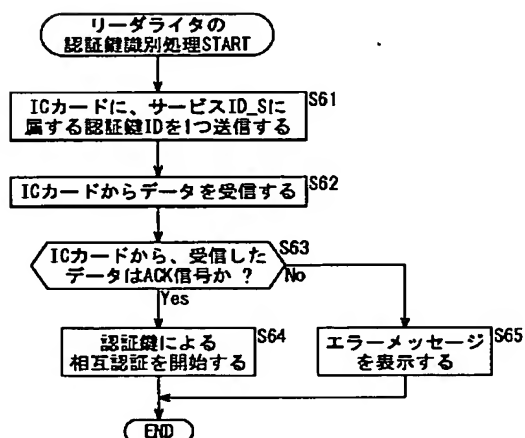 リーダライタの
認証鍵識別処理START
ICカードに、サービスID_Sに
属する認証鍵IDを1つ送信する
S61
ICカードからデータを受信する
S62
ICカードから、受信した
データはACK信号か ?
S63
No
Yes
認証鍵による
相互認証を開始する
S64
エラーメッセージ
を表示する
S65
END